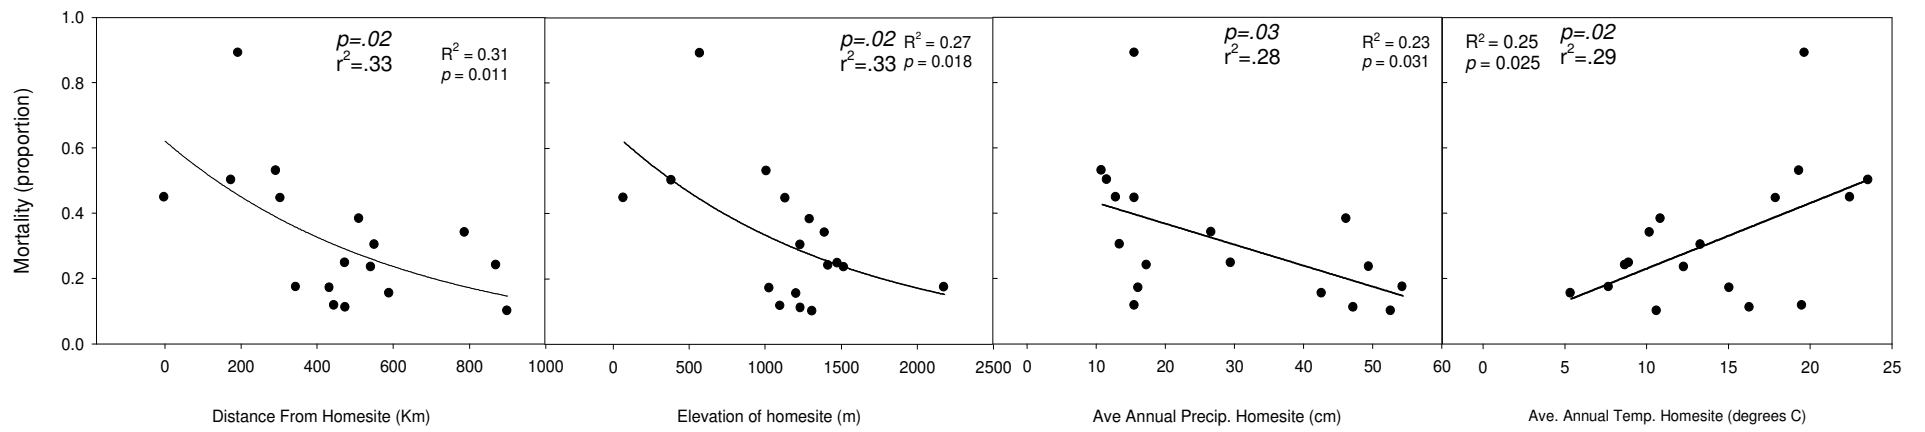 Mortality (proportion)
1.0
0.8
0.6
0.4
0.2
0.0
p=.02
r2=.33
R2 = 0.31
p = 0.011
0 200 400 600 800 1000
Distance From Homesite (Km)
p=.02
r2=.33
R2 = 0.27
p = 0.018
0 500 1000 1500 2000 2500
Elevation of homesite (m)
p=.03
r2=.28
R2 = 0.23
p = 0.031
0 10 20 30 40 50 60
Ave Annual Precip. Homesite (cm)
R2 = 0.25
p = 0.025
p=.02
r2=.29
0 5 10 15 20 25
Ave. Annual Temp. Homesite (degrees C)